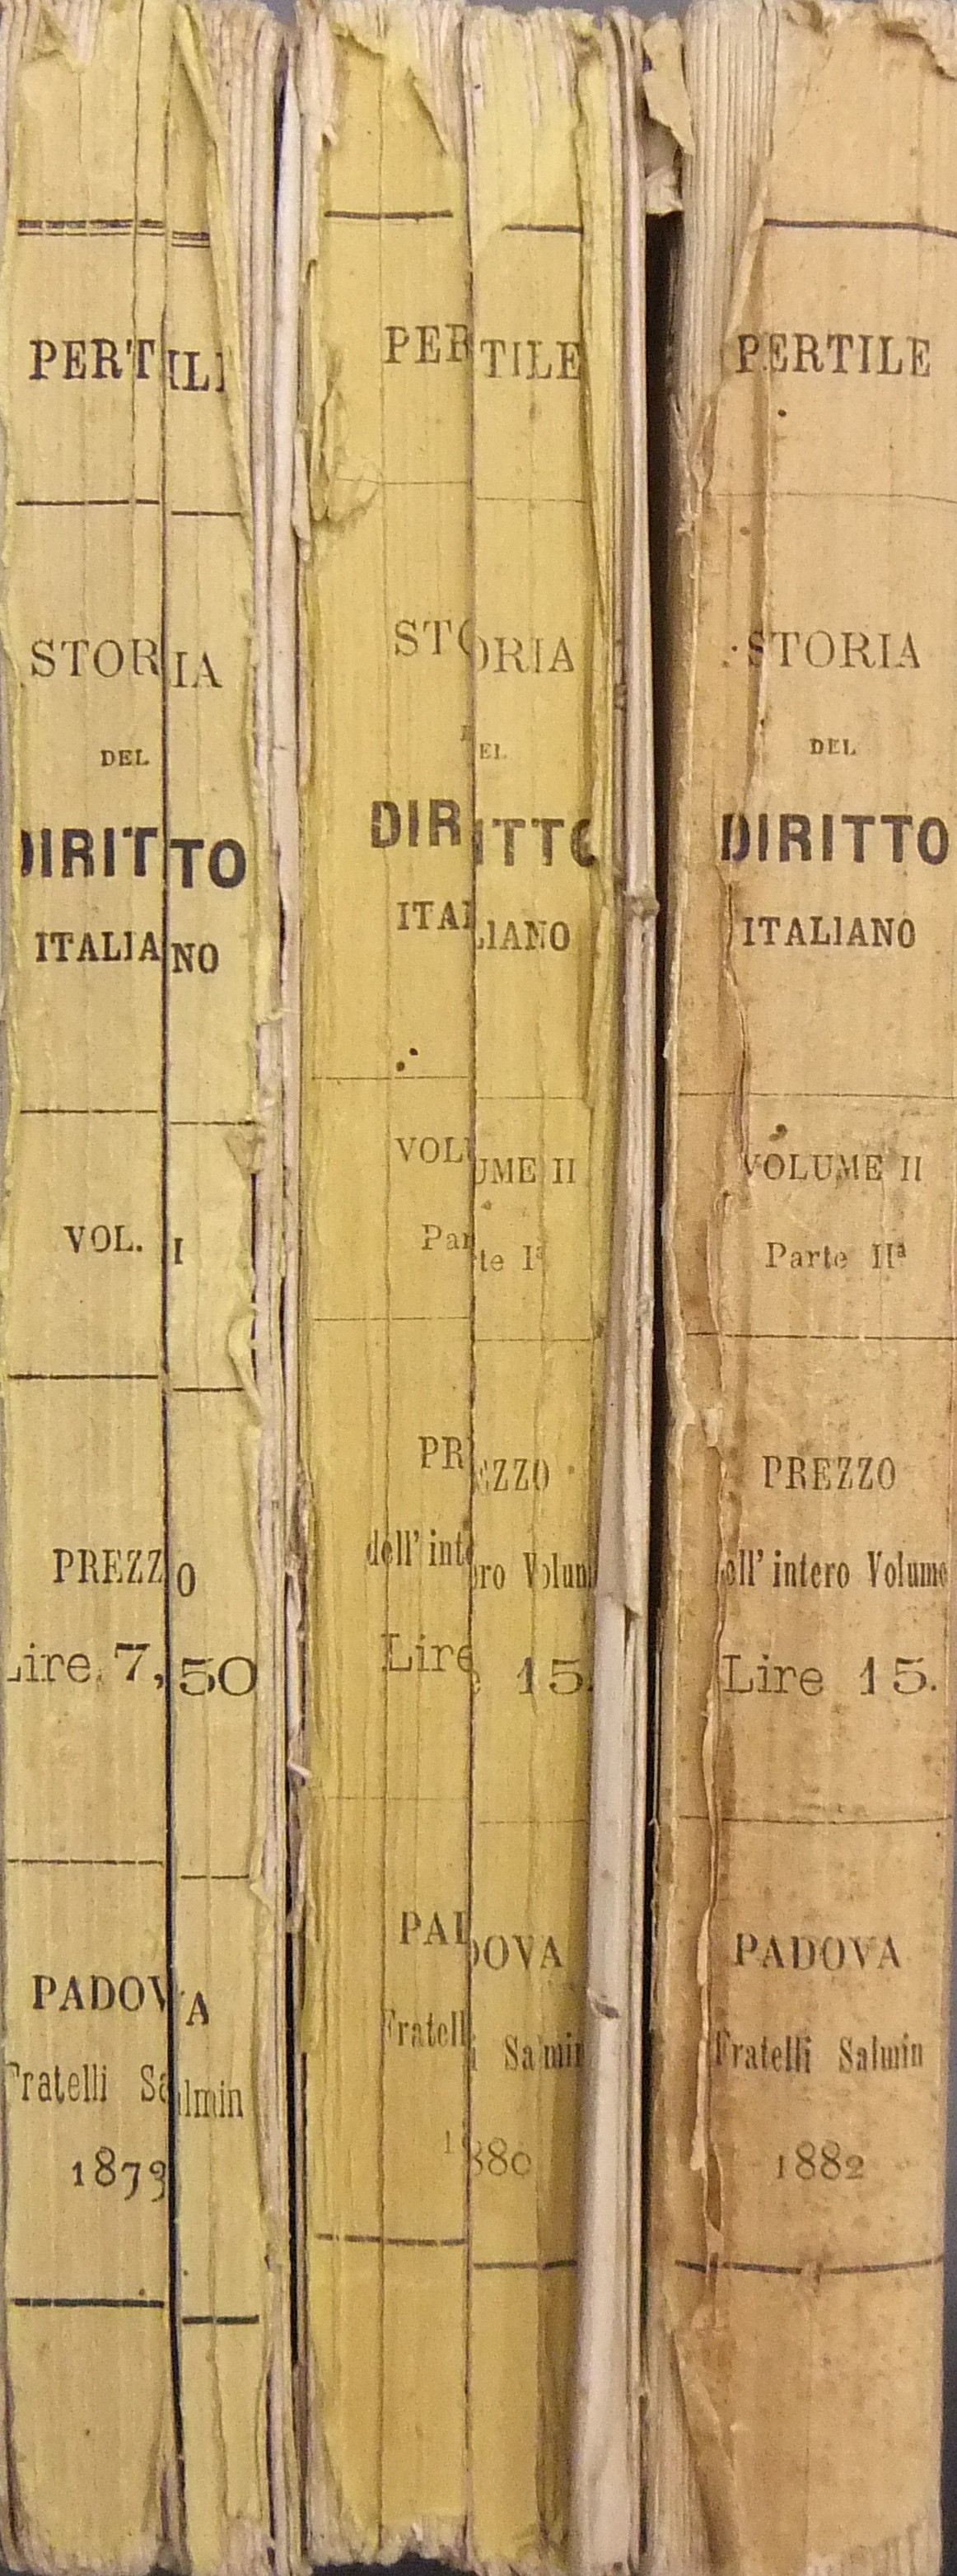 PERTILE
STORIA
DEL
DIRITTO
ITALIANO
VOL. I
PREZZO
Lire 7,50
PADOVA
Fratelli Salmin
1873
PERTILE
STORIA
DEL
DIRITTO
ITALIANO
VOLUME II
Parte Iª
PREZZO
dell' intero Volume
Lire 15.
PADOVA
Fratelli Salmin
1880
PERTILE
STORIA
DEL
DIRITTO
ITALIANO
VOLUME II
Parte IIª
PREZZO
dell' intero Volume
Lire 15.
PADOVA
Fratelli Salmin
1882